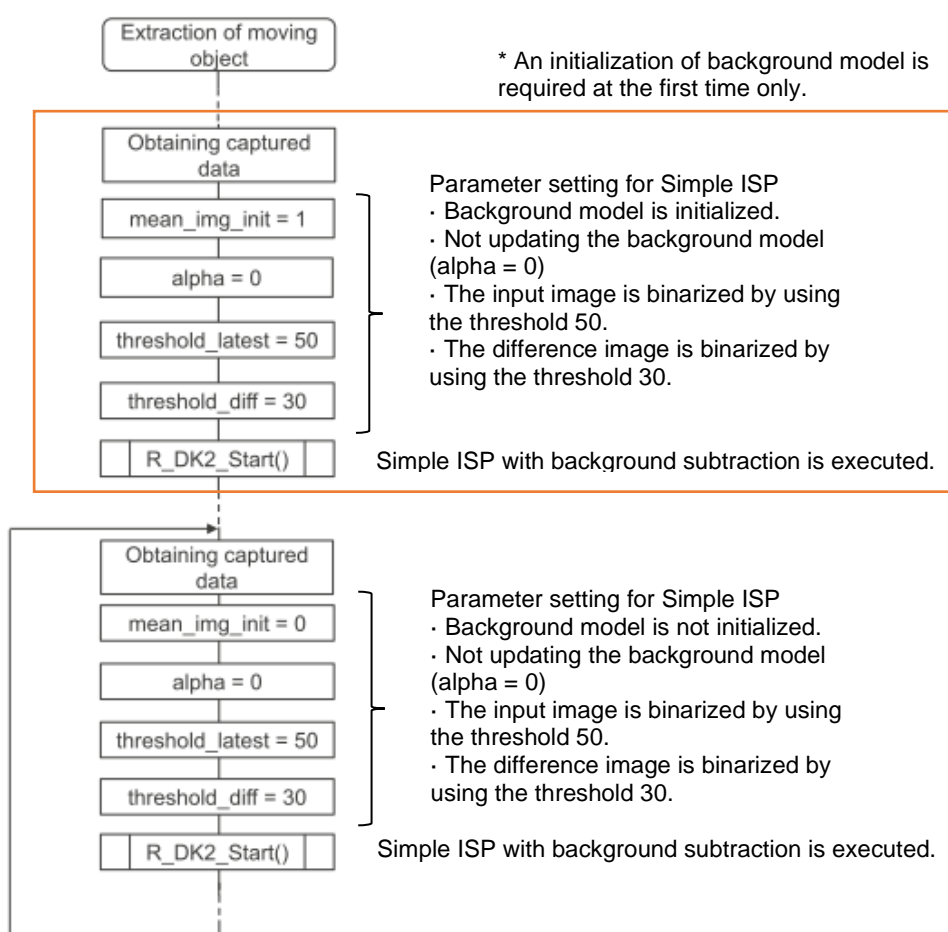 Extraction of moving
object
* An initialization of background model is
required at the first time only.
Obtaining captured
data
mean_img_init = 1
alpha = 0
threshold_latest = 50
threshold_diff = 30
R_DK2_Start()
Parameter setting for Simple ISP
· Background model is initialized.
· Not updating the background model
(alpha = 0)
· The input image is binarized by using
the threshold 50.
· The difference image is binarized by
using the threshold 30.
Simple ISP with background subtraction is executed.
Obtaining captured
data
mean_img_init = 0
alpha = 0
threshold_latest = 50
threshold_diff = 30
R_DK2_Start()
Parameter setting for Simple ISP
· Background model is not initialized.
· Not updating the background model
(alpha = 0)
· The input image is binarized by using
the threshold 50.
· The difference image is binarized by
using the threshold 30.
Simple ISP with background subtraction is executed.